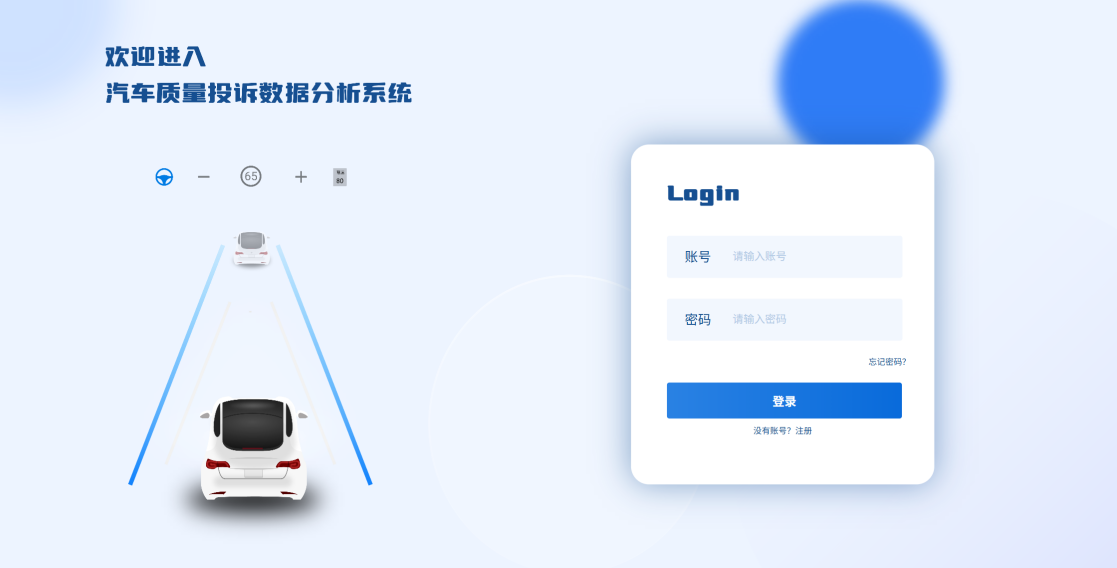 欢迎进入
汽车质量投诉数据分析系统
65
80
Login
账号 请输入账号
密码 请输入密码
忘记密码?
登录
没有账号? 注册